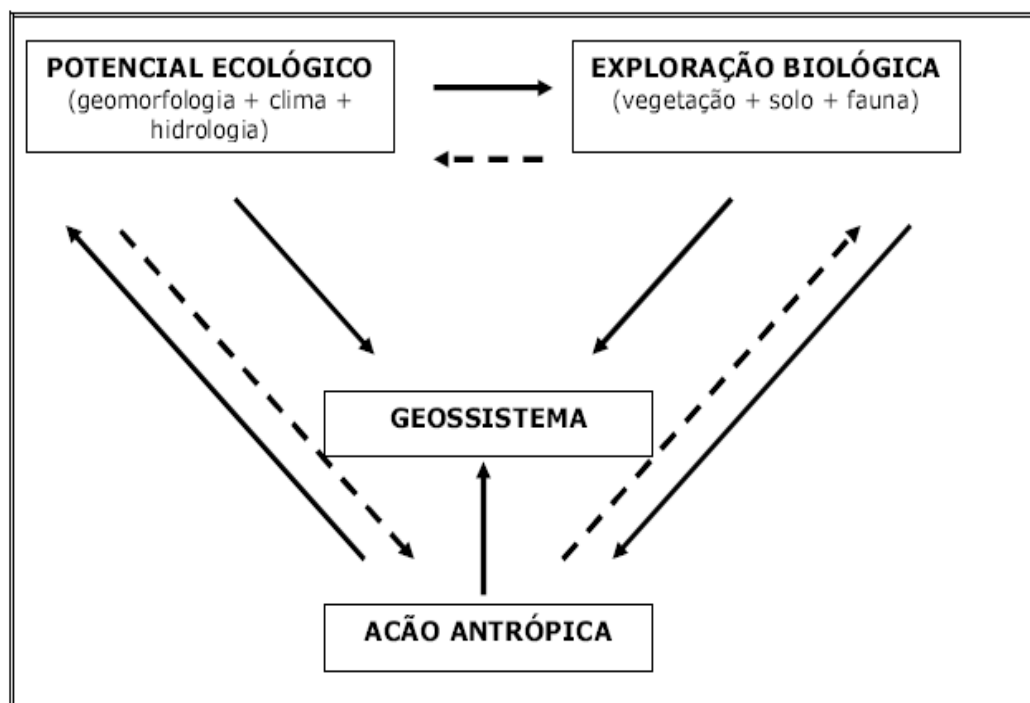 POTENCIAL ECOLÓGICO
(geomorfologia + clima +
hidrologia)
EXPLORAÇÃO BIOLÓGICA
(vegetação + solo + fauna)
GEOSSISTEMA
ACÃO ANTRÓPICA